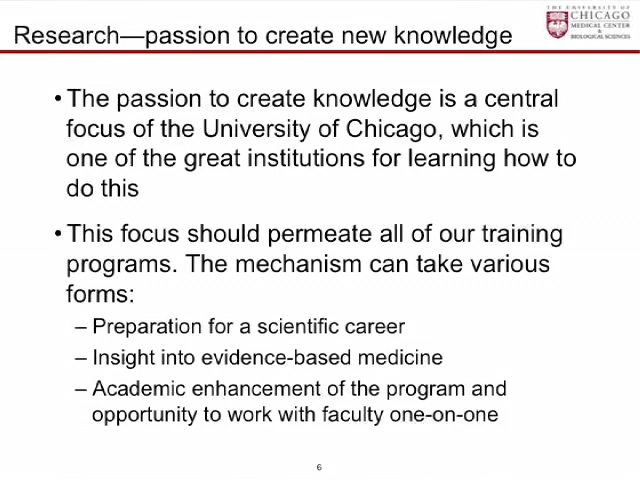 Research—passion to create new knowledge
THE UNIVERSITY OF
CHICAGO
MEDICAL CENTER
&
BIOLOGICAL SCIENCES
• The passion to create knowledge is a central
focus of the University of Chicago, which is
one of the great institutions for learning how to
do this
• This focus should permeate all of our training
programs. The mechanism can take various
forms:
– Preparation for a scientific career
– Insight into evidence-based medicine
– Academic enhancement of the program and
opportunity to work with faculty one-on-one
6